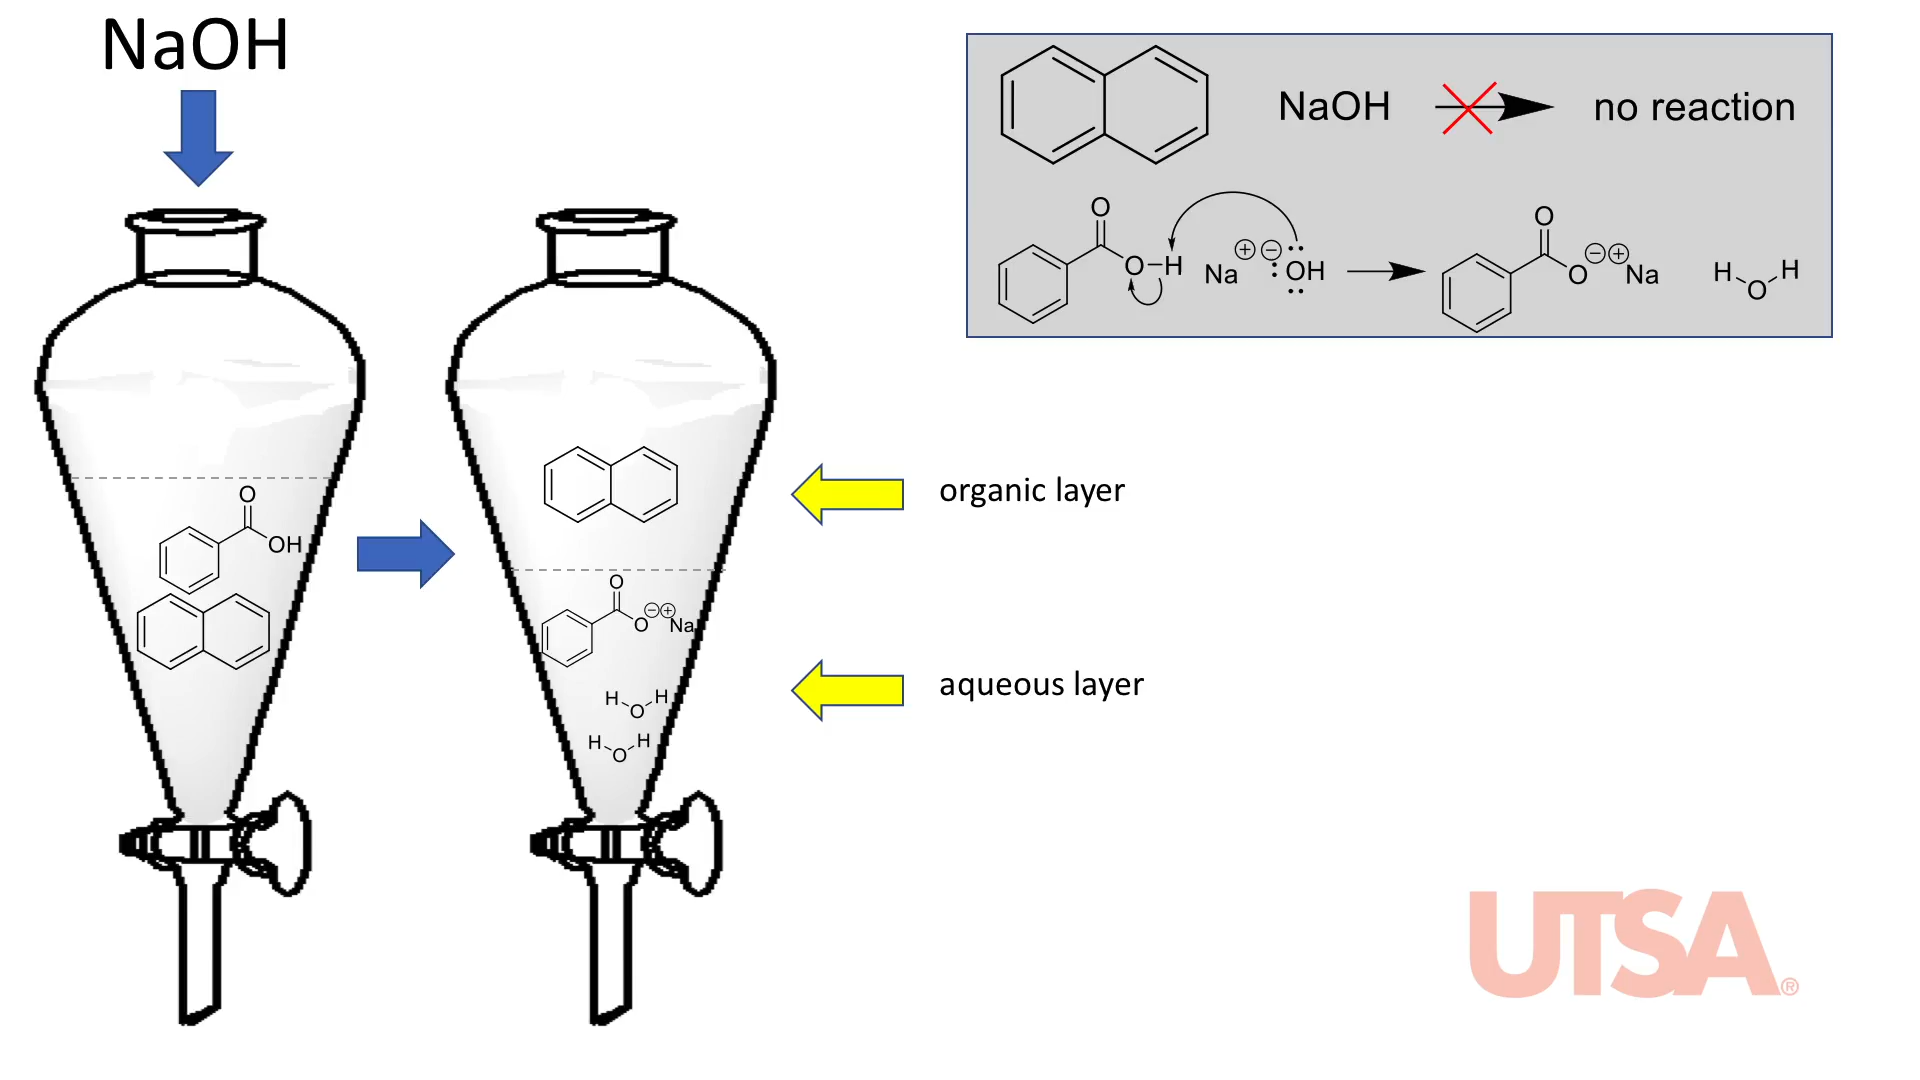 NaOH
NaOH
no reaction
O
O H
Na ⊕ ⊖ : OH
O
O ⊖ ⊕ Na
H O H
O
OH
organic layer
O
O ⊖ ⊕ Na
H O H
H O H
aqueous layer
UTSA®